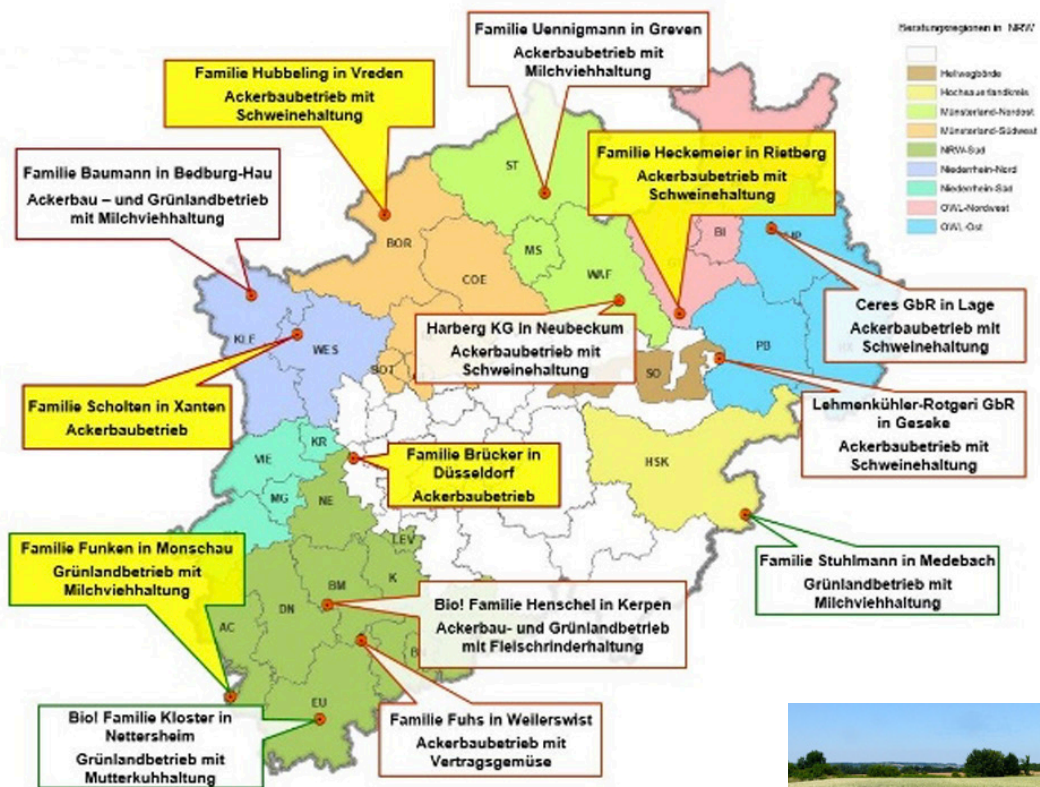 Familie Uennigmann in Greven
Ackerbaubetrieb mit
Milchviehhaltung
Beratungsregionen in NRW
Hellwegbörde
Hochsauerlandkreis
Münsterland-Nordost
Münsterland-Südwest
NRW-Süd
Niederrhein-Nord
Niederrhein-Süd
OWL-Nordwest
OWL-Ost
Familie Hubbeling in Vreden
Ackerbaubetrieb mit
Schweinehaltung
Familie Heckemeier in Rietberg
Ackerbaubetrieb mit
Schweinehaltung
Familie Baumann in Bedburg-Hau
Ackerbau – und Grünlandbetrieb
mit Milchviehhaltung
ST
BOR
MS
BI
COE
WAF
Ceres GbR in Lage
Ackerbaubetrieb mit
Schweinehaltung
Harberg KG in Neubeckum
Ackerbaubetrieb mit
Schweinehaltung
KLE
WES
PB
BOT
SO
Familie Scholten in Xanten
Ackerbaubetrieb
Lehmenkühler-Rotgeri GbR
in Geseke
Ackerbaubetrieb mit
Schweinehaltung
KR
VIE
MG
NE
HSK
Familie Brücker in
Düsseldorf
Ackerbaubetrieb
Familie Funken in Monschau
Grünlandbetrieb mit
Milchviehhaltung
LEV
BM
K
DN
AC
Familie Stuhlmann in Medebach
Grünlandbetrieb mit
Milchviehhaltung
Bio! Familie Henschel in Kerpen
Ackerbau- und Grünlandbetrieb
mit Fleischrinderhaltung
EU
Bio! Familie Kloster in
Nettersheim
Grünlandbetrieb mit
Mutterkuhhaltung
Familie Fuhs in Weilerswist
Ackerbaubetrieb mit
Vertragsgemüse